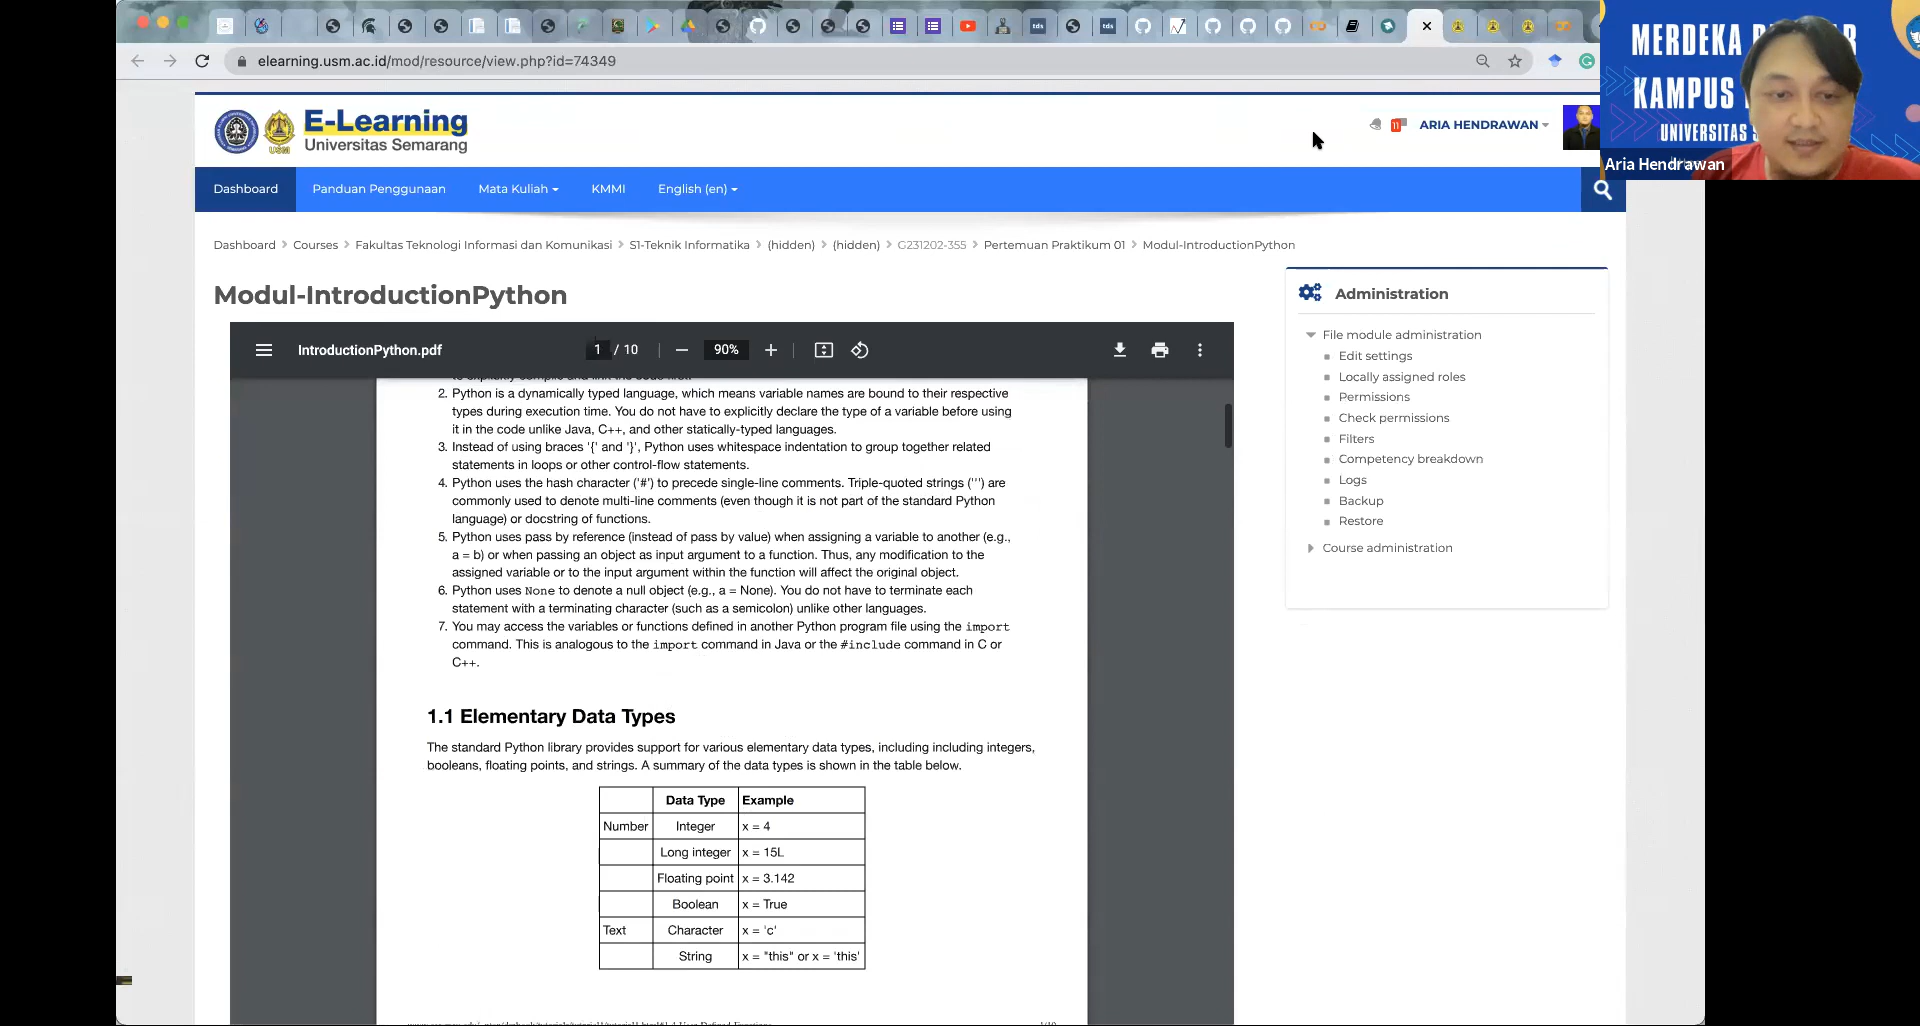 elearning.usm.ac.id/mod/resource/view.php?id=74349
MERDEKA
KAMPUS
UNIVERSITAS S
Aria Hendrawan
E-Learning
Universitas Semarang
11
ARIA HENDRAWAN
Dashboard
Panduan Penggunaan
Mata Kuliah
KMMI
English (en)
Dashboard > Courses > Fakultas Teknologi Informasi dan Komunikasi > S1-Teknik Informatika > (hidden) > (hidden) > G231202-355 > Pertemuan Praktikum 01 > Modul-IntroductionPython
Modul-IntroductionPython
IntroductionPython.pdf
1 / 10
90%
2. Python is a dynamically typed language, which means variable names are bound to their respective
types during execution time. You do not have to explicitly declare the type of a variable before using
it in the code unlike Java, C++, and other statically-typed languages.
3. Instead of using braces '{' and '}', Python uses whitespace indentation to group together related
statements in loops or other control-flow statements.
4. Python uses the hash character ('#') to precede single-line comments. Triple-quoted strings (''') are
commonly used to denote multi-line comments (even though it is not part of the standard Python
language) or docstring of functions.
5. Python uses pass by reference (instead of pass by value) when assigning a variable to another (e.g.,
a = b) or when passing an object as input argument to a function. Thus, any modification to the
assigned variable or to the input argument within the function will affect the original object.
6. Python uses None to denote a null object (e.g., a = None). You do not have to terminate each
statement with a terminating character (such as a semicolon) unlike other languages.
7. You may access the variables or functions defined in another Python program file using the import
command. This is analogous to the import command in Java or the #include command in C or
C++.
1.1 Elementary Data Types
The standard Python library provides support for various elementary data types, including including integers,
booleans, floating points, and strings. A summary of the data types is shown in the table below.
Data Type Example
Number Integer x = 4
Long integer x = 15L
Floating point x = 3.142
Boolean x = True
Text Character x = 'c'
String x = "this" or x = 'this'
Administration
File module administration
Edit settings
Locally assigned roles
Permissions
Check permissions
Filters
Competency breakdown
Logs
Backup
Restore
Course administration